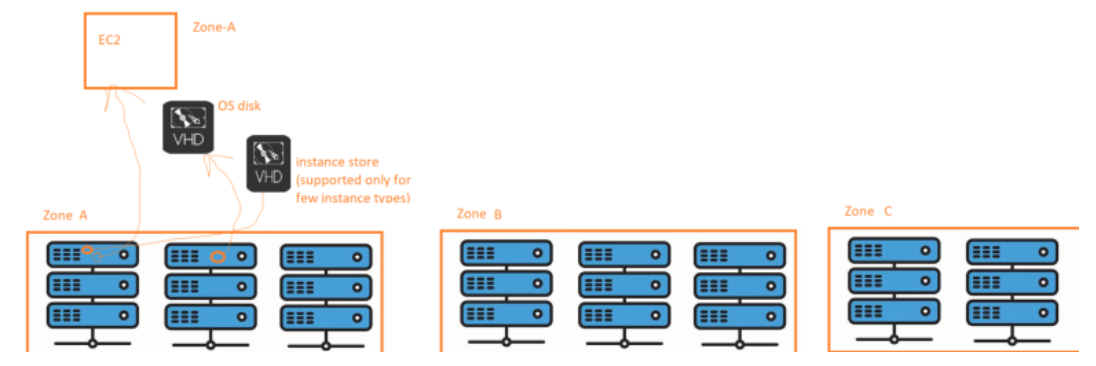 Zone-A
EC2
OS disk
VHD
VHD
instance store
(supported only for
few instance types)
Zone A
Zone B
Zone C